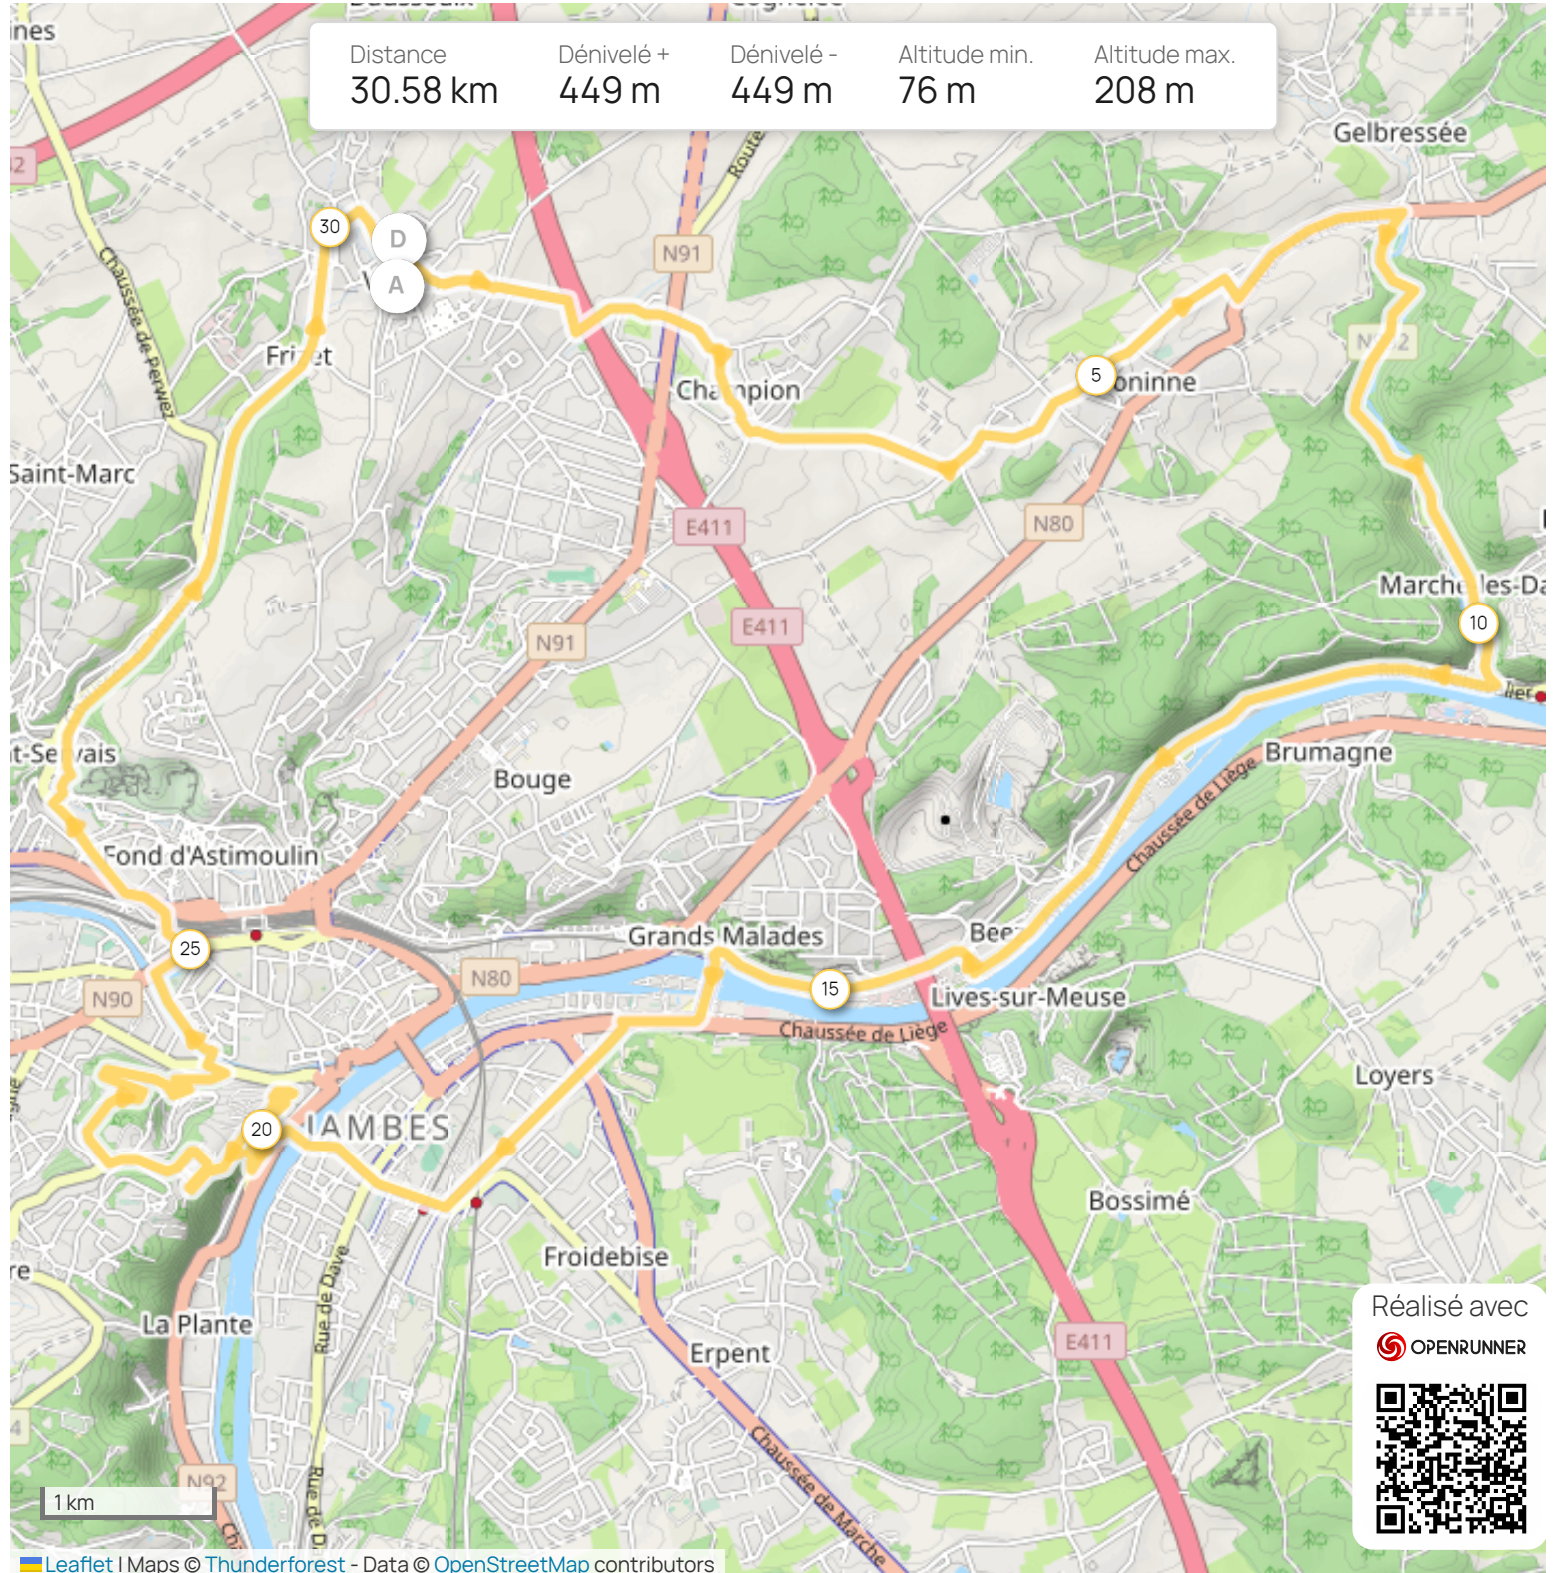 Distance
30.58 km
Dénivelé +
449 m
Dénivelé -
449 m
Altitude min.
76 m
Altitude max.
208 m
Gelbressée
Route
Chaussée de Perwez
N91
30
D
A
Champion
5
Saint-Marc
E411
N80
10
E411
N91
Bouge
Brumagne
Chaussée de Liège
Fond d'Astimoulin
25
Grands Malades
N80
15
N90
Lives-sur-Meuse
Chaussée de Liège
Loyers
20
JAMBES
Bossimé
Froidebise
Rue de Dave
La Plante
Erpent
E411
N92
Chaussée de Marche
1 km
Réalisé avec
OPENRUNNER
Leaflet | Maps © Thunderforest - Data © OpenStreetMap contributors